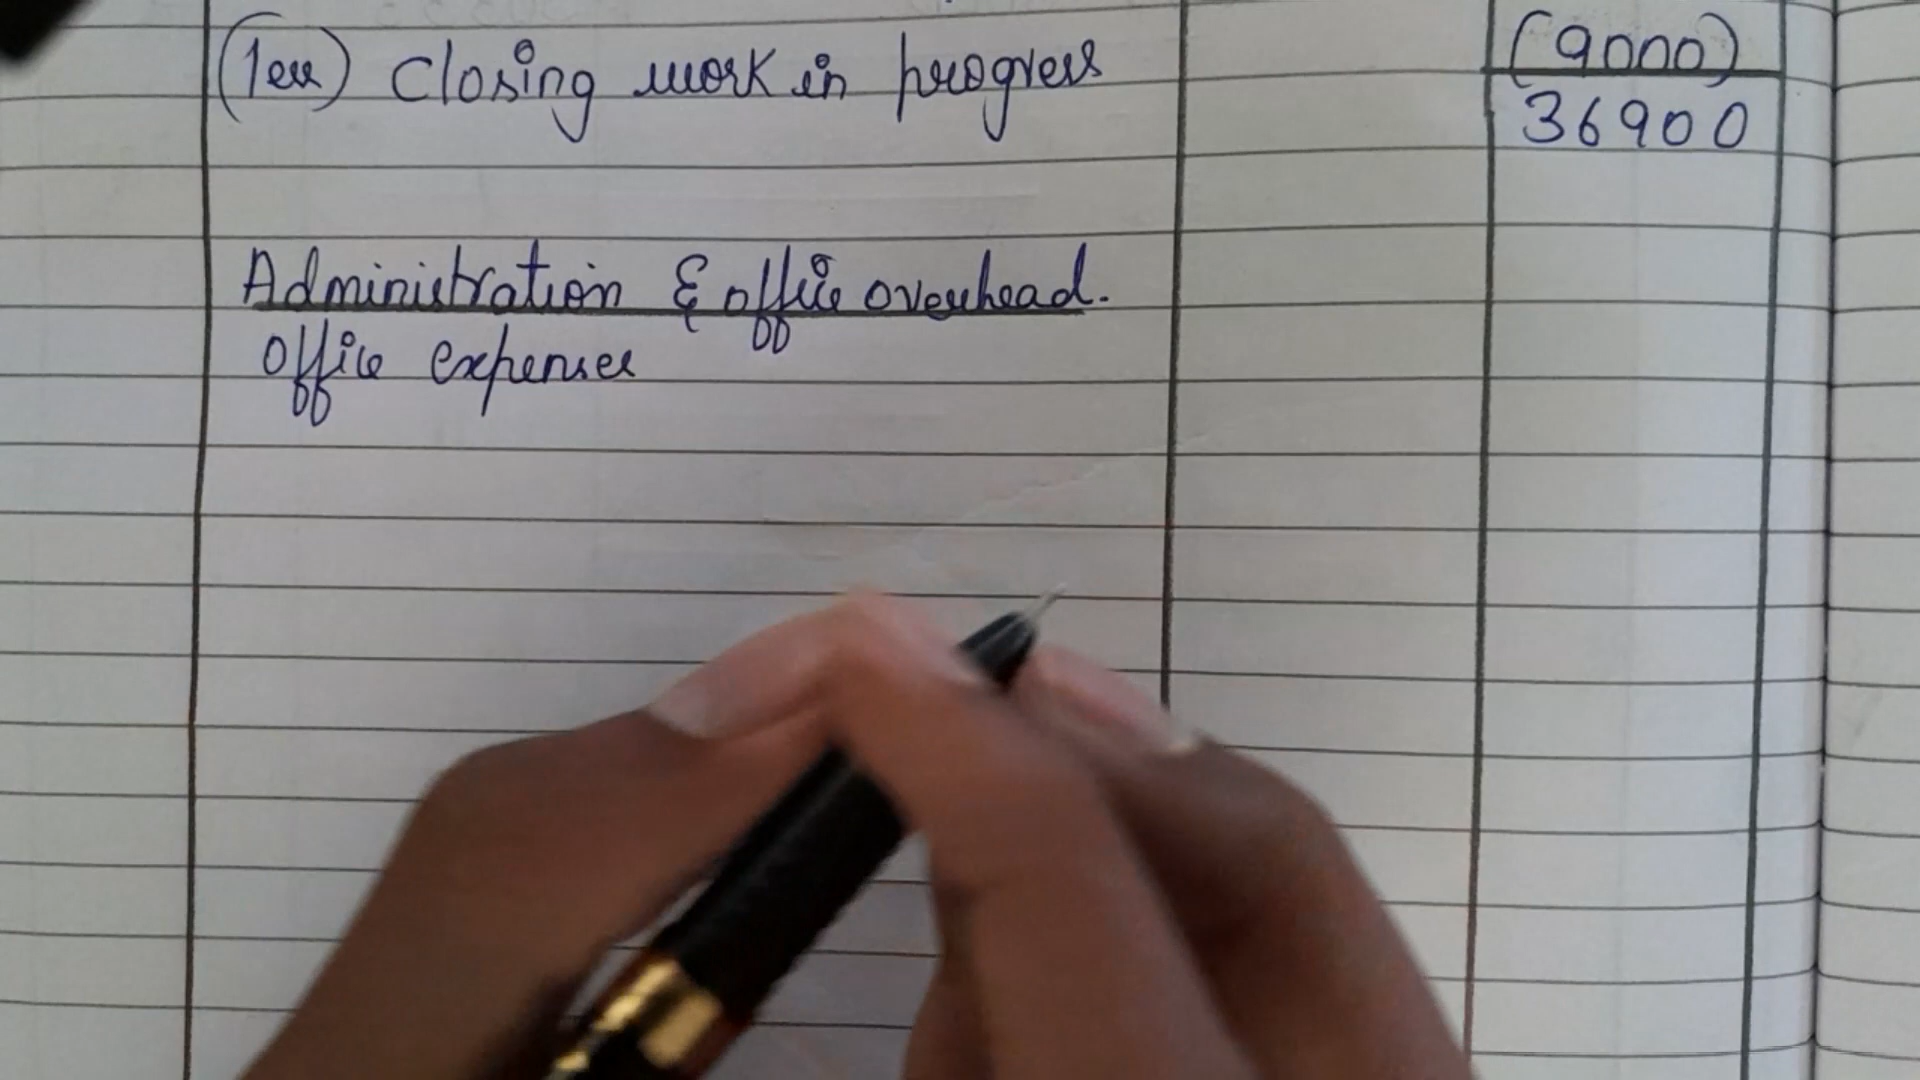 (less) Closing work in progress (9000)
36900
Administration & office overhead.
Office expenses